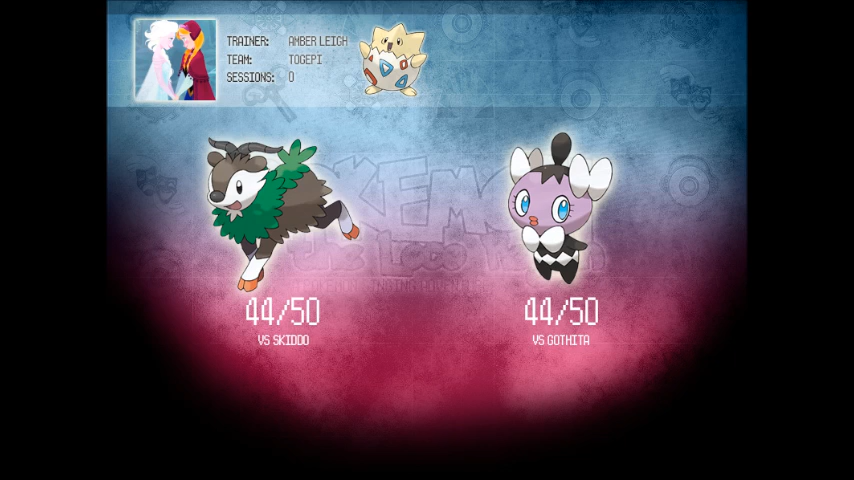 TRAINER: AMBER LEIGH
TEAM: TOGEPI
SESSIONS: 0
44/50
VS SKIDDO
44/50
VS GOTHITA